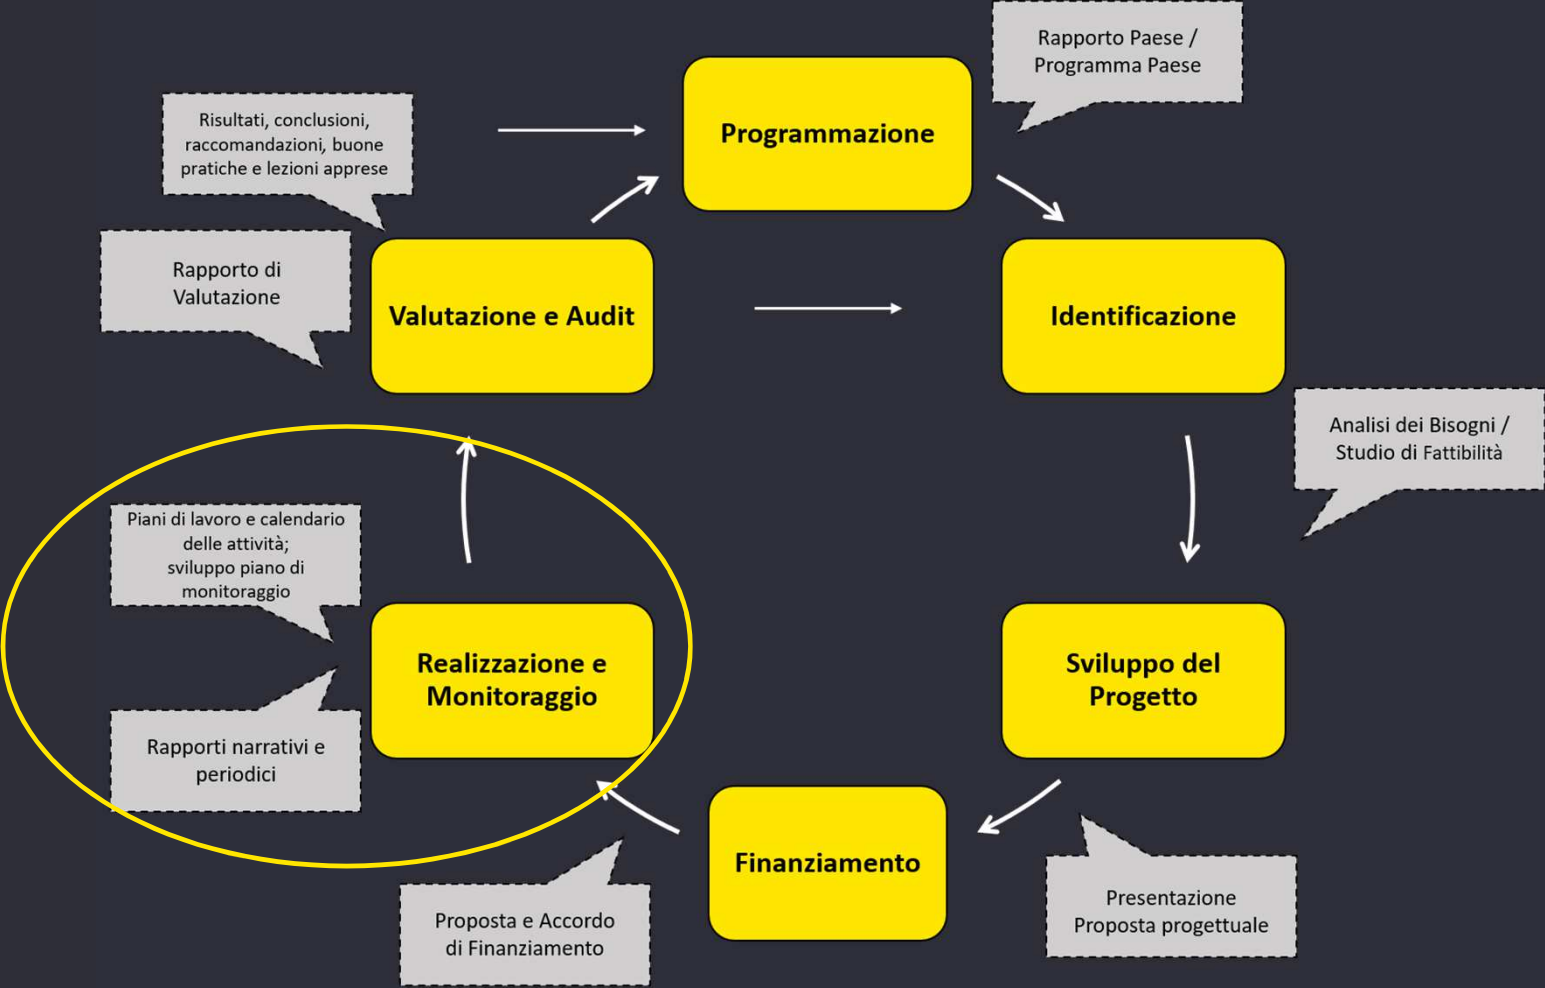 Rapporto Paese /
Programma Paese
Programmazione
Risultati, conclusioni,
raccomandazioni, buone
pratiche e lezioni apprese
Rapporto di
Valutazione
Valutazione e Audit
Identificazione
Analisi dei Bisogni /
Studio di Fattibilità
Piani di lavoro e calendario
delle attività;
sviluppo piano di
monitoraggio
Realizzazione e
Monitoraggio
Sviluppo del
Progetto
Rapporti narrativi e
periodici
Finanziamento
Proposta e Accordo
di Finanziamento
Presentazione
Proposta progettuale